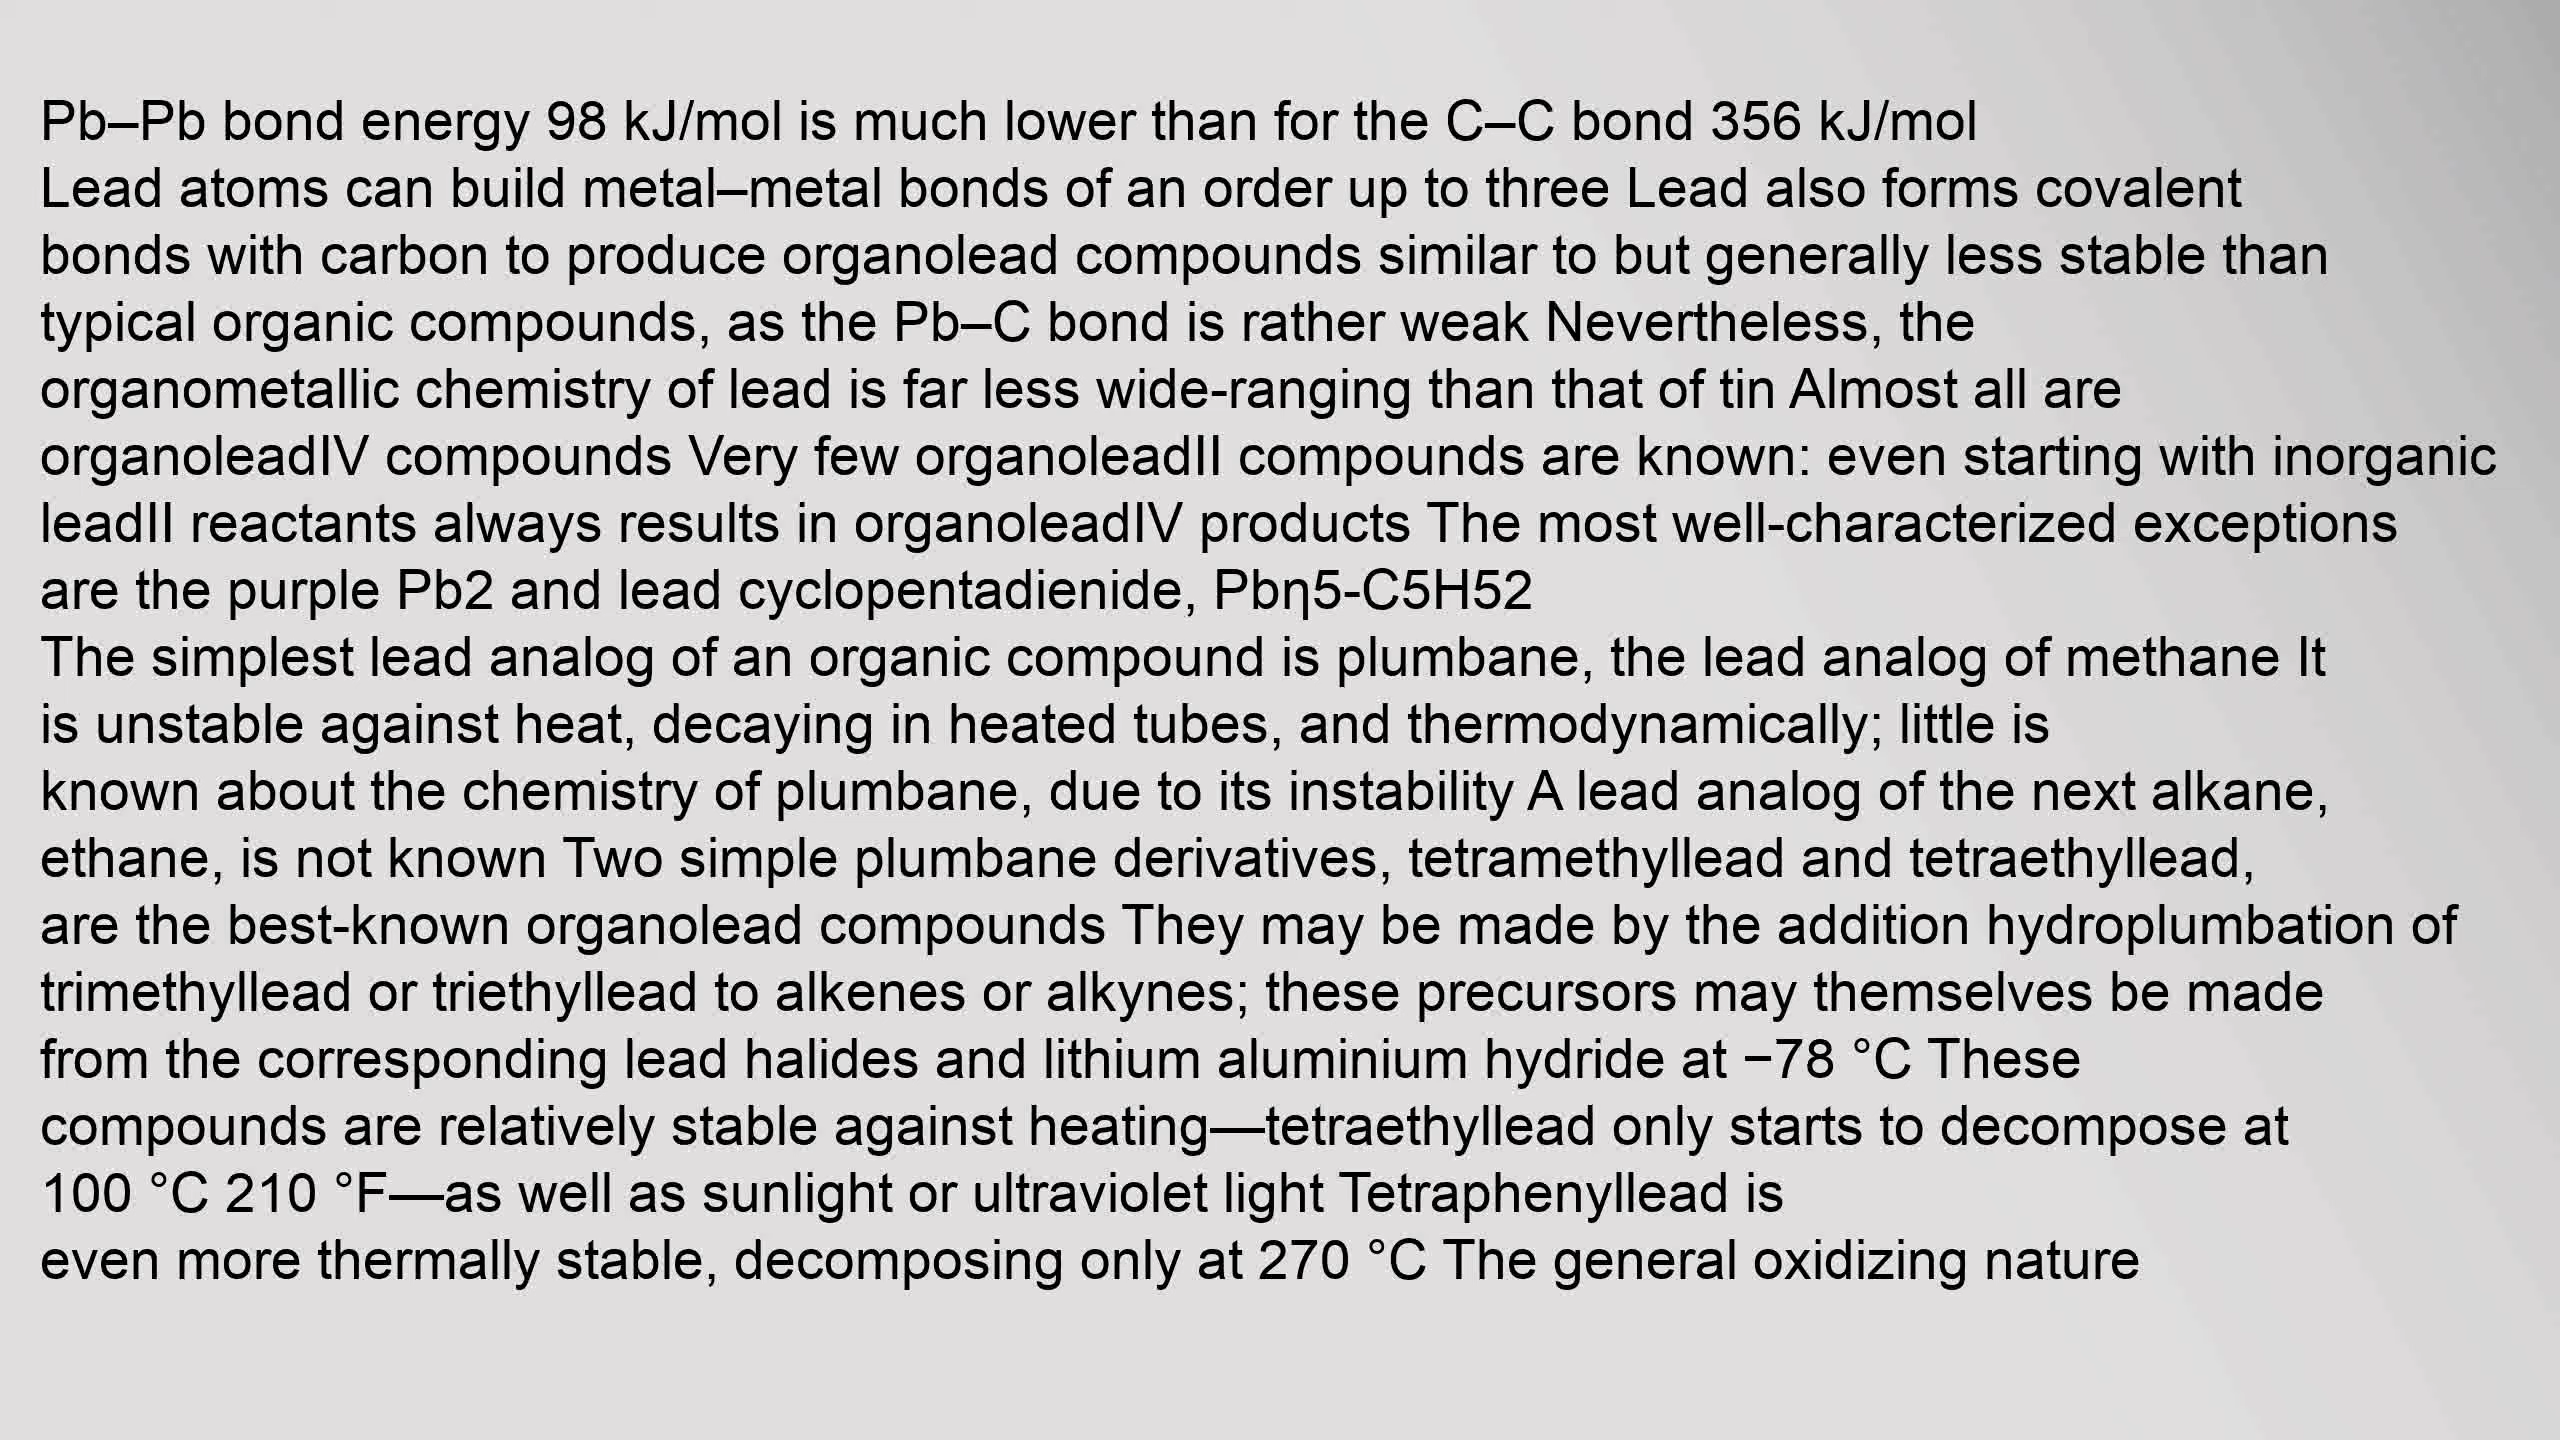 Pb–Pb bond energy 98 kJ/mol is much lower than for the C–C bond 356 kJ/mol
Lead atoms can build metal–metal bonds of an order up to three Lead also forms covalent
bonds with carbon to produce organolead compounds similar to but generally less stable than
typical organic compounds, as the Pb–C bond is rather weak Nevertheless, the
organometallic chemistry of lead is far less wide-ranging than that of tin Almost all are
organoleadIV compounds Very few organoleadII compounds are known: even starting with inorganic
leadII reactants always results in organoleadIV products The most well-characterized exceptions
are the purple Pb2 and lead cyclopentadienide, Pbη5-C5H52
The simplest lead analog of an organic compound is plumbane, the lead analog of methane It
is unstable against heat, decaying in heated tubes, and thermodynamically; little is
known about the chemistry of plumbane, due to its instability A lead analog of the next alkane,
ethane, is not known Two simple plumbane derivatives, tetramethyllead and tetraethyllead,
are the best-known organolead compounds They may be made by the addition hydroplumbation of
trimethyllead or triethyllead to alkenes or alkynes; these precursors may themselves be made
from the corresponding lead halides and lithium aluminium hydride at −78 °C These
compounds are relatively stable against heating—tetraethyllead only starts to decompose at
100 °C 210 °F—as well as sunlight or ultraviolet light Tetraphenyllead is
even more thermally stable, decomposing only at 270 °C The general oxidizing nature